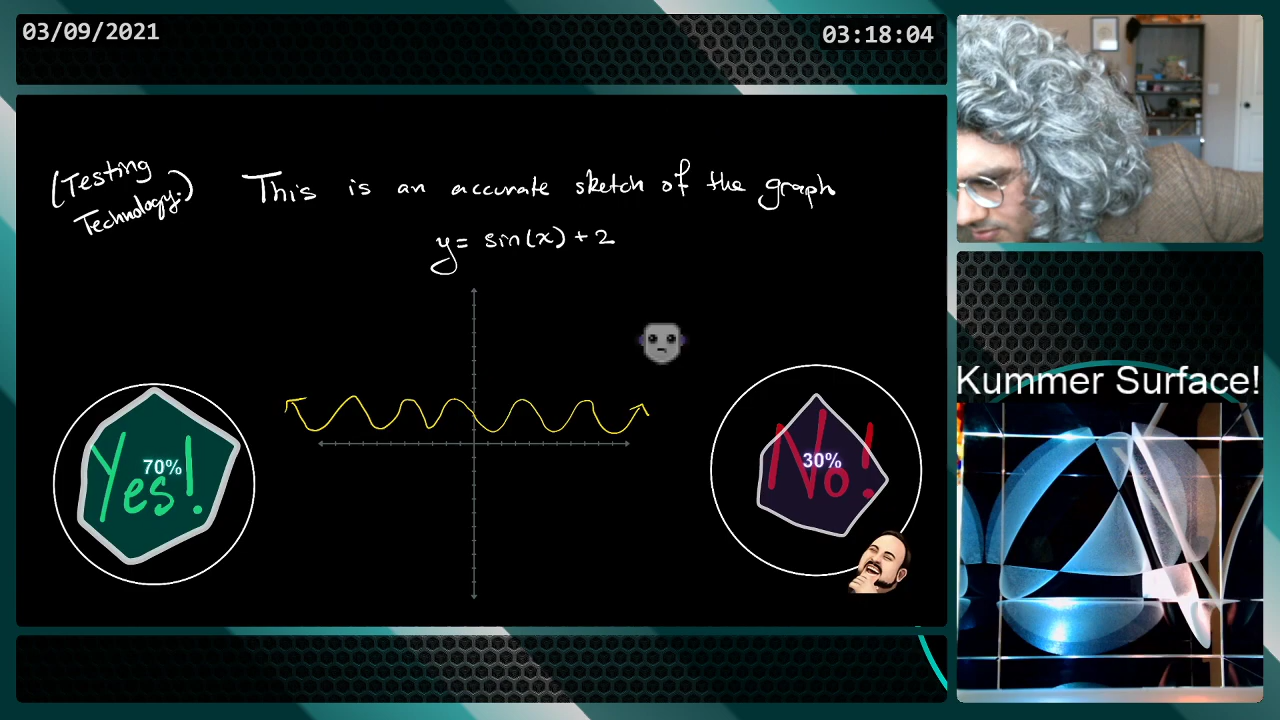 03/09/2021
03:18:04
(Testing
Technology.)
This is an accurate sketch of the graph
y = sin(x) + 2
Yes!
70%
No!
30%
Kummer Surface!